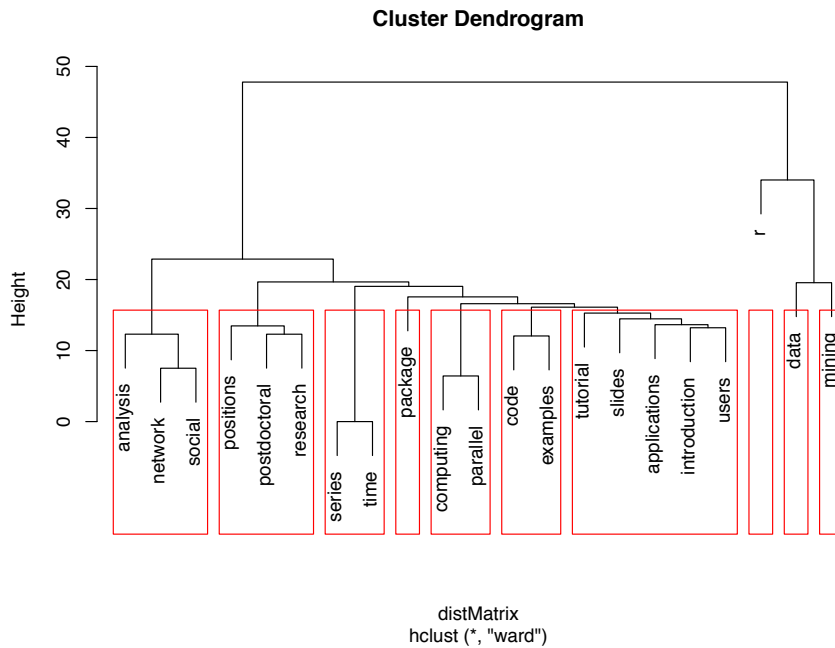 Cluster Dendrogram
50
40
30
20
10
0
Height
analysis
network
social
positions
postdoctoral
research
series
time
package
computing
parallel
code
examples
tutorial
slides
applications
introduction
users
r
data
mining
distMatrix
hclust (*, "ward")